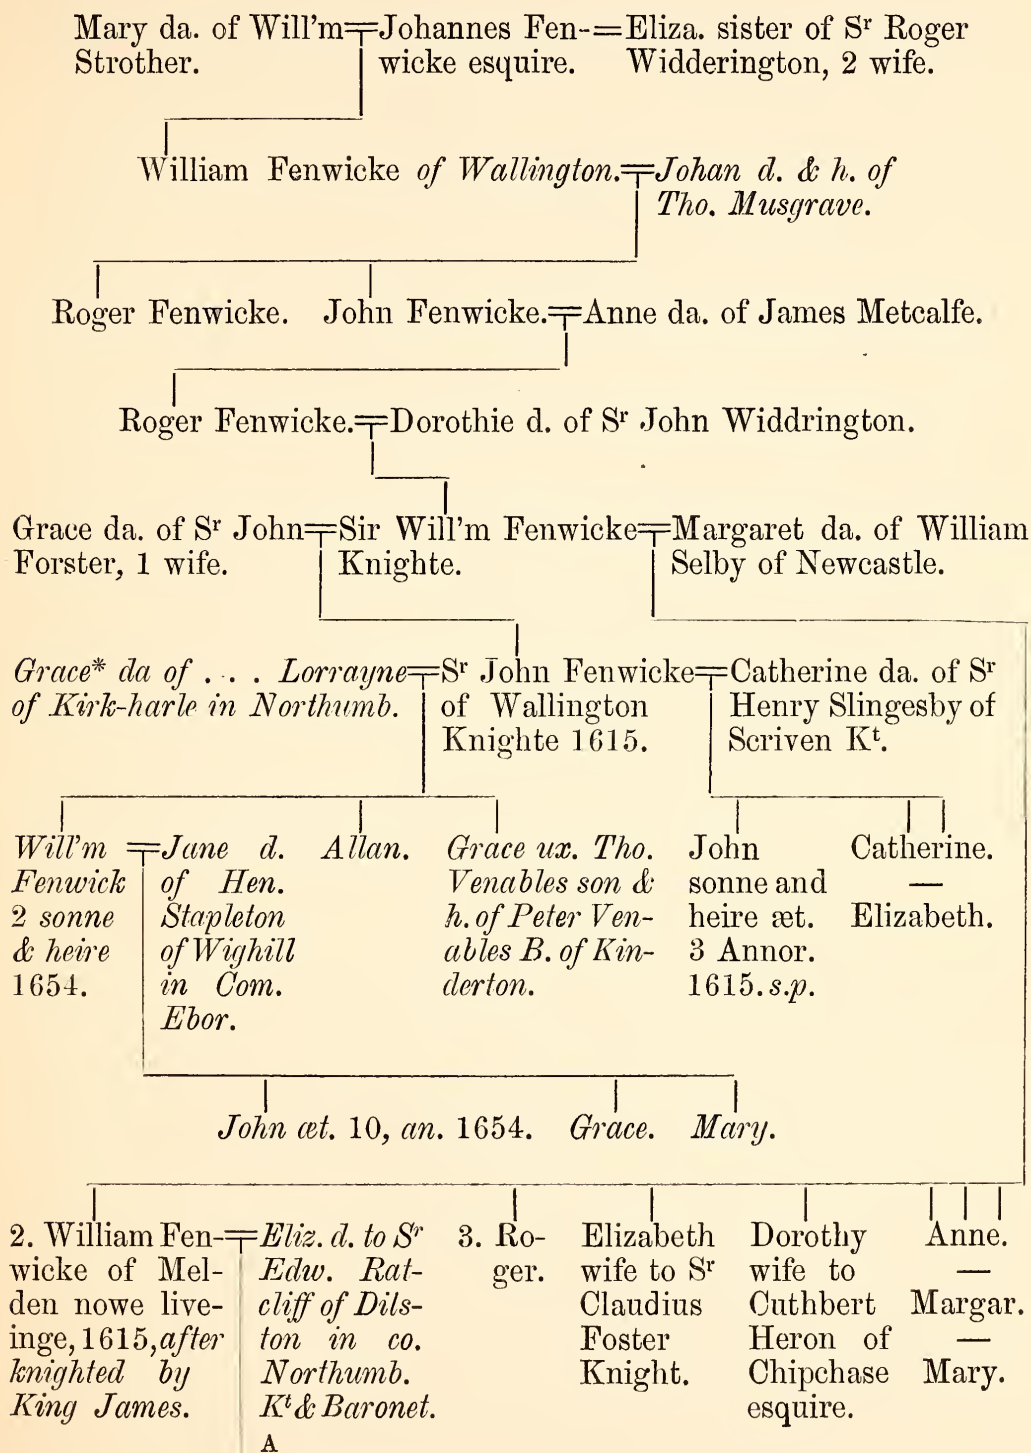 Mary da. of Will'm=Johannes Fen-=Eliza. sister of Sʳ Roger
Strother. wicke esquire. Widderington, 2 wife.
William Fenwicke of Wallington.=Johan d. & h. of
Tho. Musgrave.
Roger Fenwicke. John Fenwicke.=Anne da. of James Metcalfe.
Roger Fenwicke.=Dorothie d. of Sʳ John Widdrington.
Grace da. of Sʳ John=Sir Will'm Fenwicke=Margaret da. of William
Forster, 1 wife. Knighte. Selby of Newcastle.
Grace* da of . . . Lorrayne=Sʳ John Fenwicke=Catherine da. of Sʳ
of Kirk-harle in Northumb. of Wallington Henry Slingesby of
Knighte 1615. Scriven Kᵗ.
Will'm =Jane d. Allan. Grace ux. Tho. John Catherine.
Fenwick of Hen. Venables son & sonne and —
2 sonne Stapleton h. of Peter Ven- heire æt. Elizabeth.
& heire of Wighill ables B. of Kin- 3 Annor.
1654. in Com. derton. 1615. s.p.
Ebor.
John æt. 10, an. 1654. Grace. Mary.
2. William Fen-=Eliz. d. to Sʳ 3. Ro- Elizabeth Dorothy Anne.
wicke of Mel- Edw. Rat- ger. wife to Sʳ wife to —
den nowe live- cliff of Dils- Claudius Cuthbert Margar.
inge, 1615, after ton in co. Foster Heron of —
knighted by Northumb. Knight. Chipchase Mary.
King James. Kᵗ & Baronet. esquire.
A